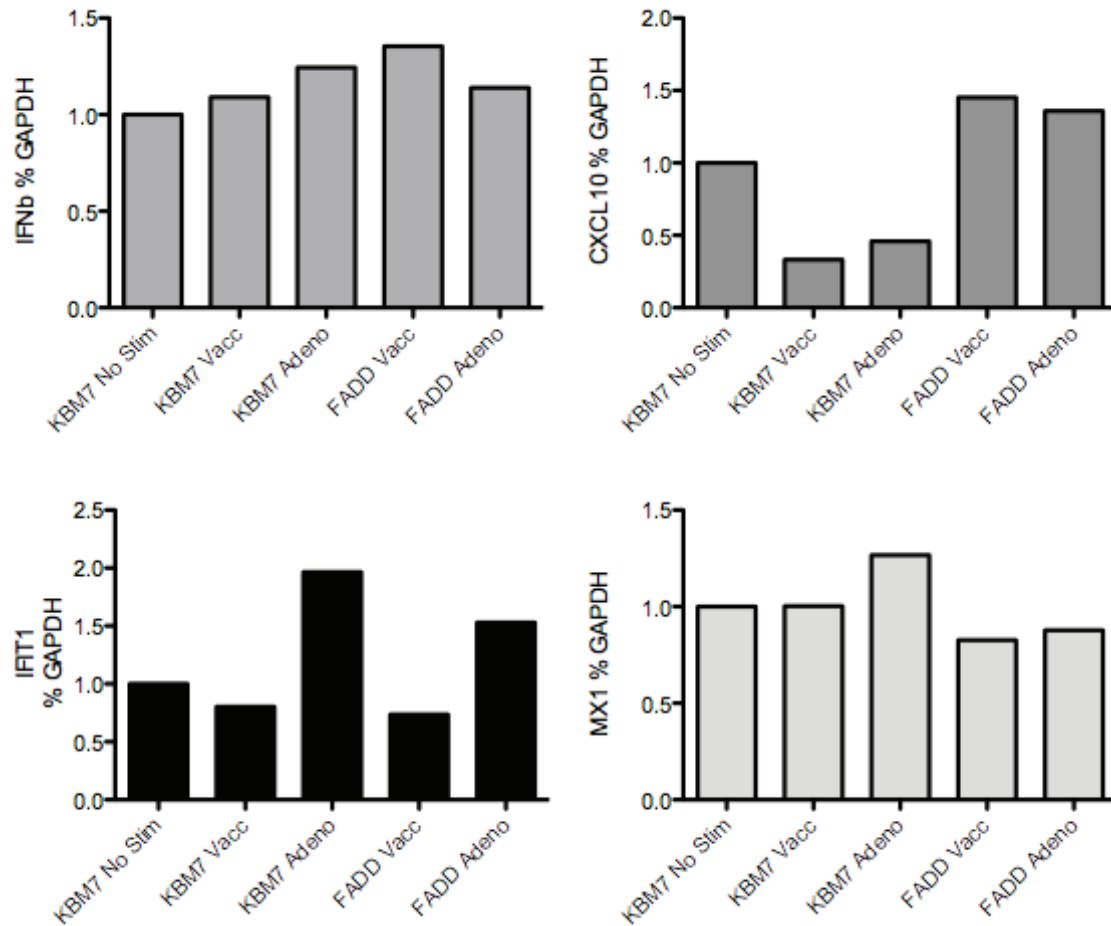 IFNb % GAPDH
1.5
1.0
0.5
0.0
KBM7 No Stim
KBM7 Vacc
KBM7 Adeno
FADD Vacc
FADD Adeno
CXCL10 % GAPDH
2.0
1.5
1.0
0.5
0.0
KBM7 No Stim
KBM7 Vacc
KBM7 Adeno
FADD Vacc
FADD Adeno
IFIT1
% GAPDH
2.5
2.0
1.5
1.0
0.5
0.0
KBM7 No Stim
KBM7 Vacc
KBM7 Adeno
FADD Vacc
FADD Adeno
MX1 % GAPDH
1.5
1.0
0.5
0.0
KBM7 No Stim
KBM7 Vacc
KBM7 Adeno
FADD Vacc
FADD Adeno